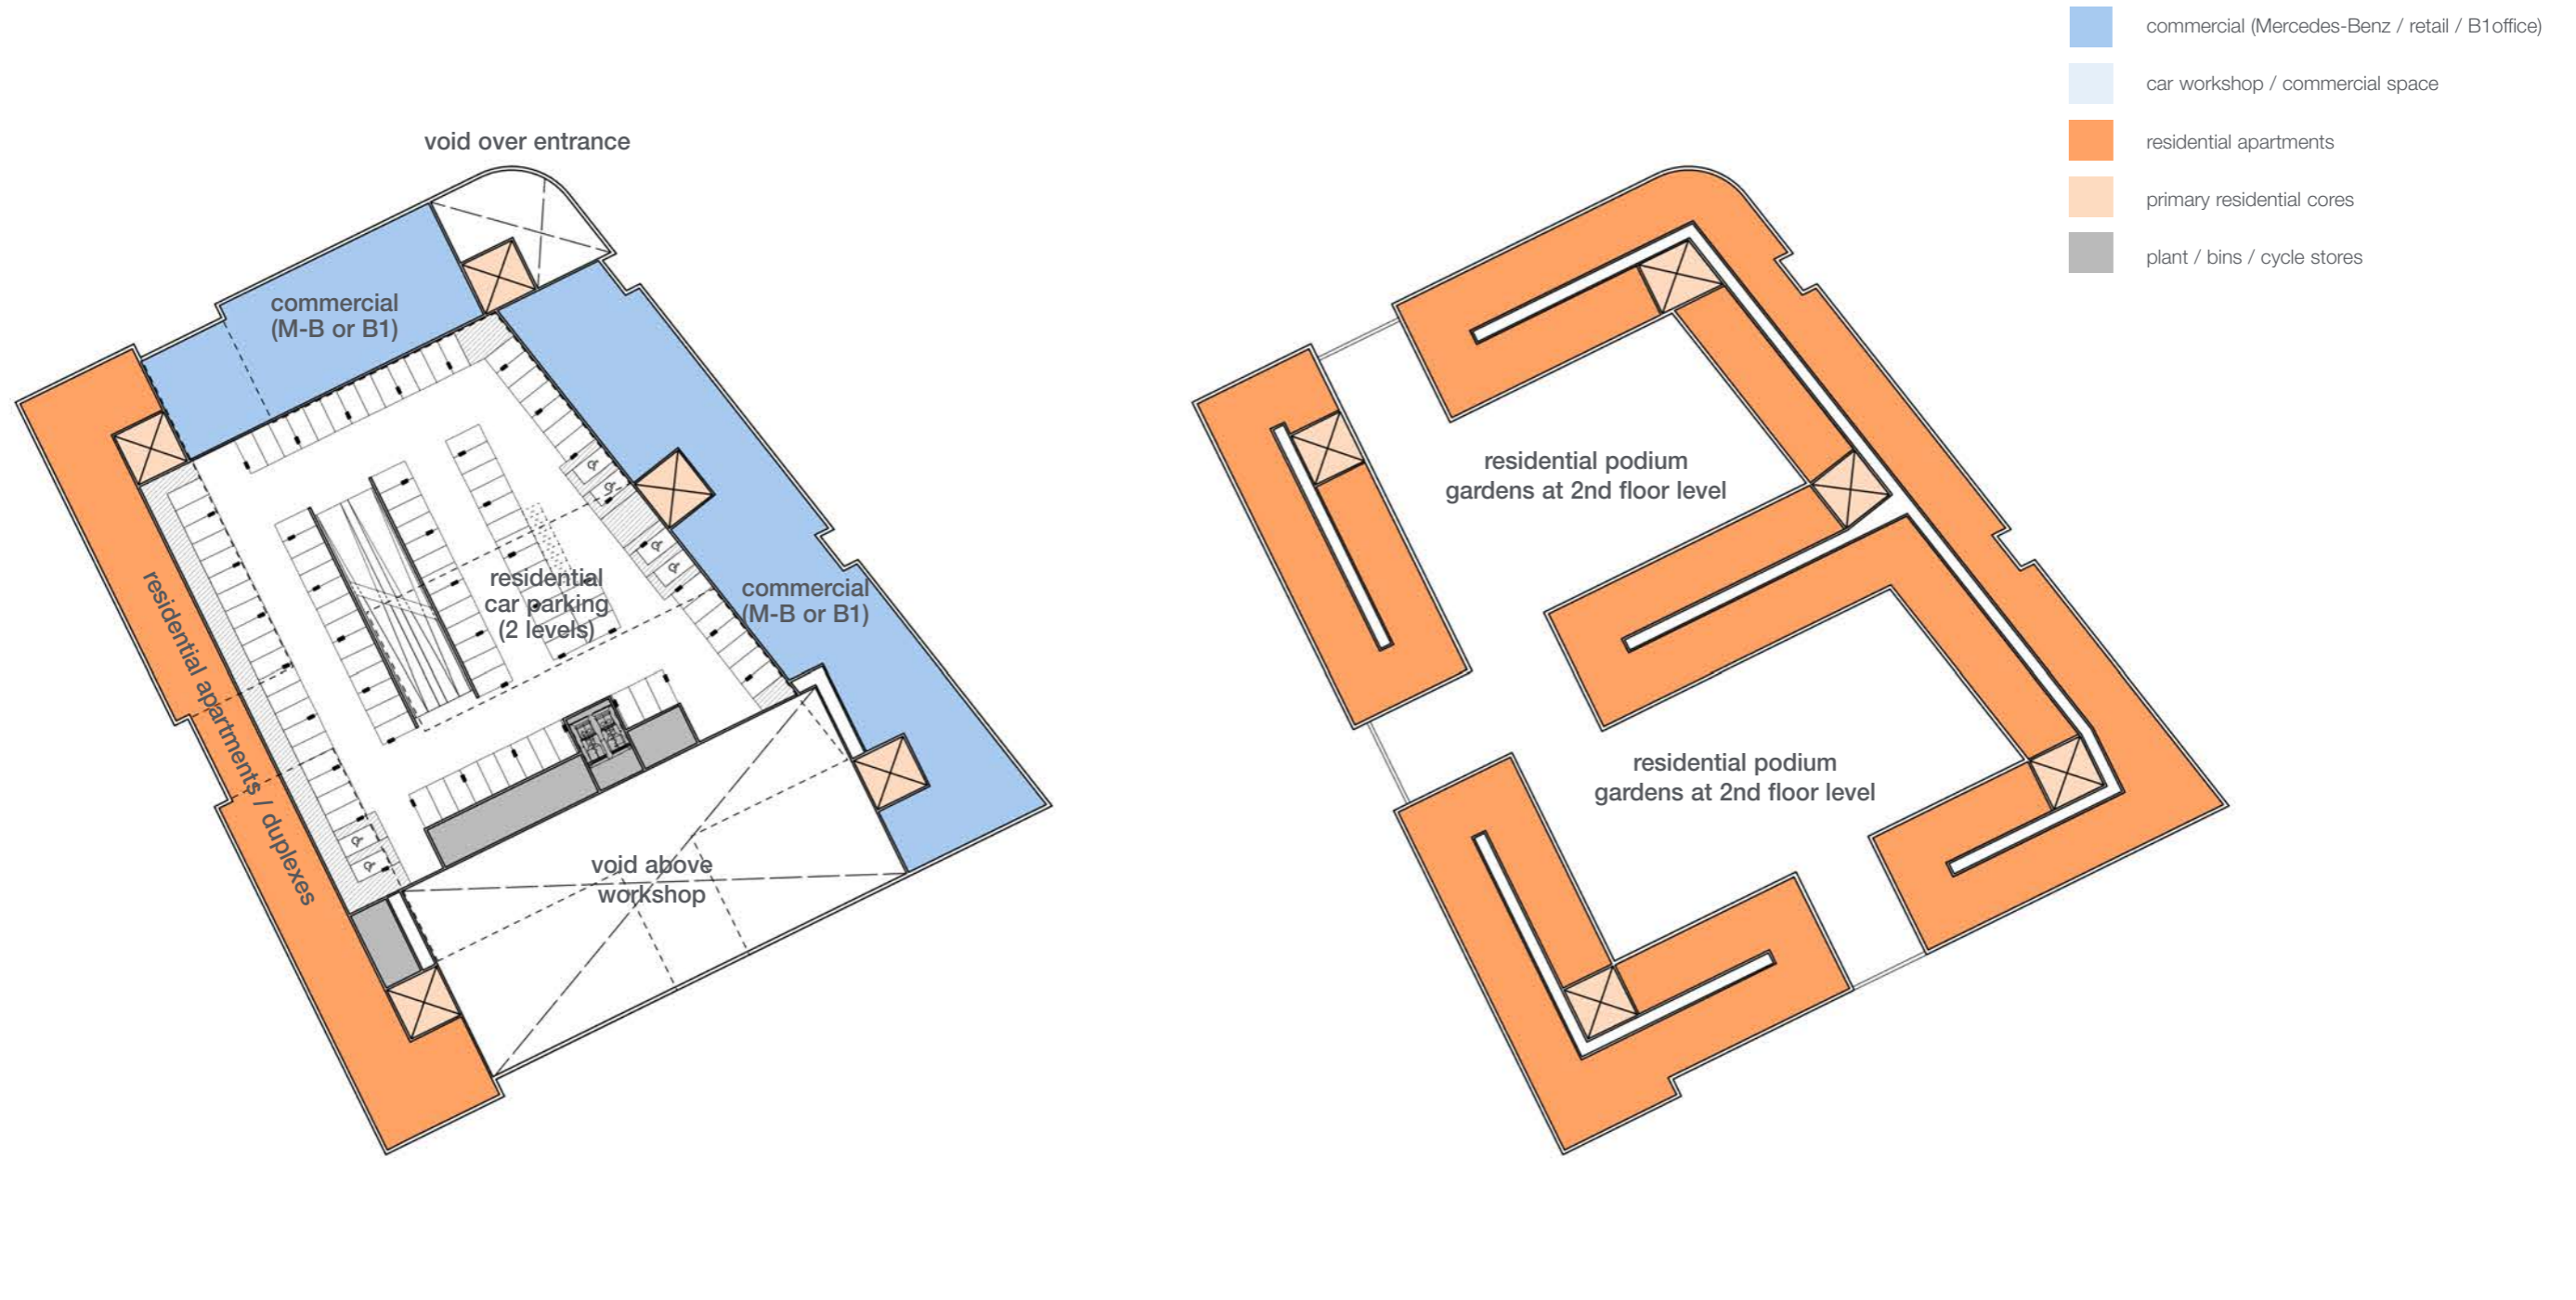 commercial (Mercedes-Benz / retail / B1office)
car workshop / commercial space
residential apartments
primary residential cores
plant / bins / cycle stores
void over entrance
commercial
(M-B or B1)
residential
car parking
(2 levels)
commercial
(M-B or B1)
residential apartments / duplexes
void above
workshop
residential podium
gardens at 2nd floor level
residential podium
gardens at 2nd floor level